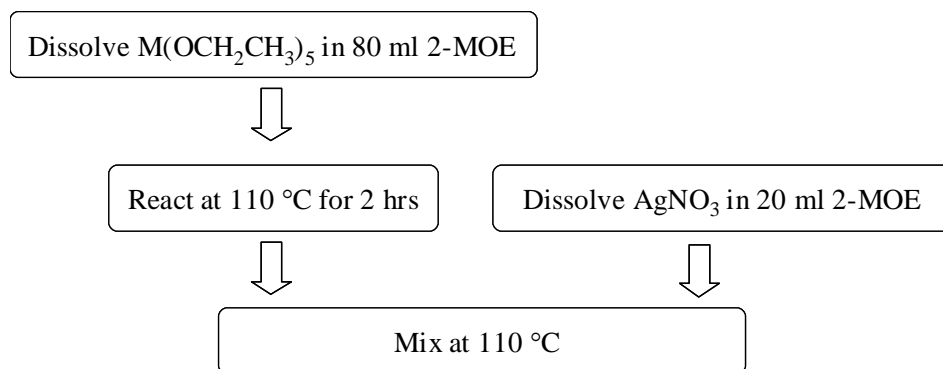 Dissolve M(OCH₂CH₃)₅ in 80 ml 2-MOE
React at 110 °C for 2 hrs
Dissolve AgNO₃ in 20 ml 2-MOE
Mix at 110 °C